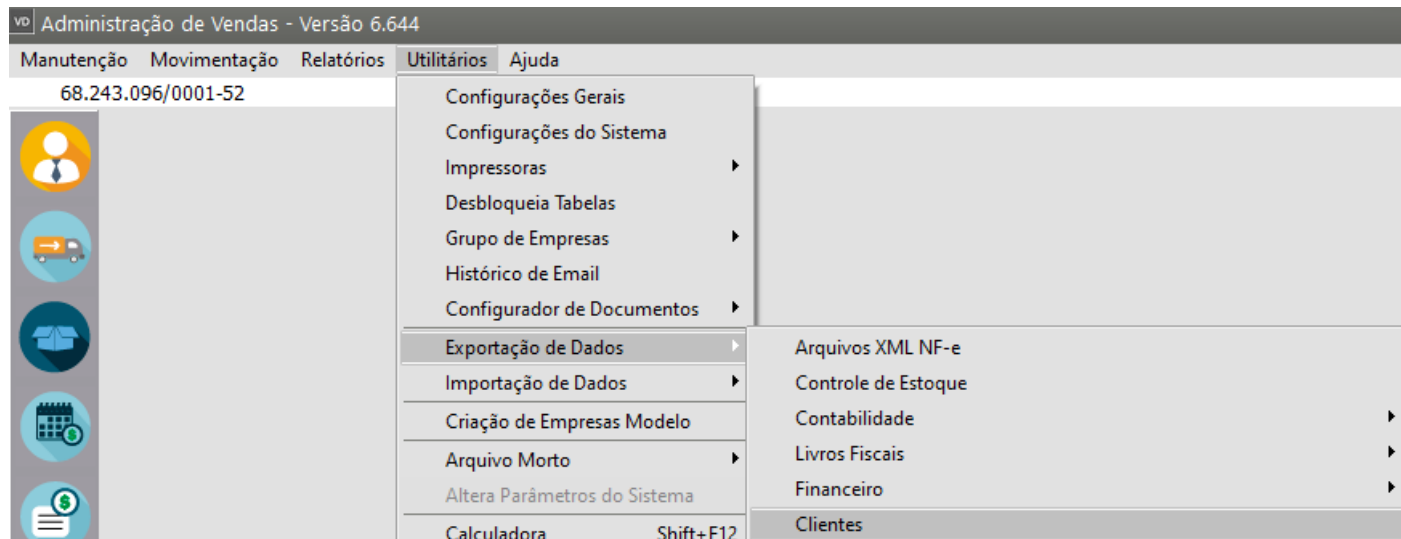 VD Administração de Vendas - Versão 6.644
Manutenção Movimentação Relatórios Utilitários Ajuda
68.243.096/0001-52
Configurações Gerais
Configurações do Sistema
Impressoras
Desbloqueia Tabelas
Grupo de Empresas
Histórico de Email
Configurador de Documentos
Exportação de Dados
Importação de Dados
Criação de Empresas Modelo
Arquivo Morto
Altera Parâmetros do Sistema
Calculadora Shift+F12
Arquivos XML NF-e
Controle de Estoque
Contabilidade
Livros Fiscais
Financeiro
Clientes